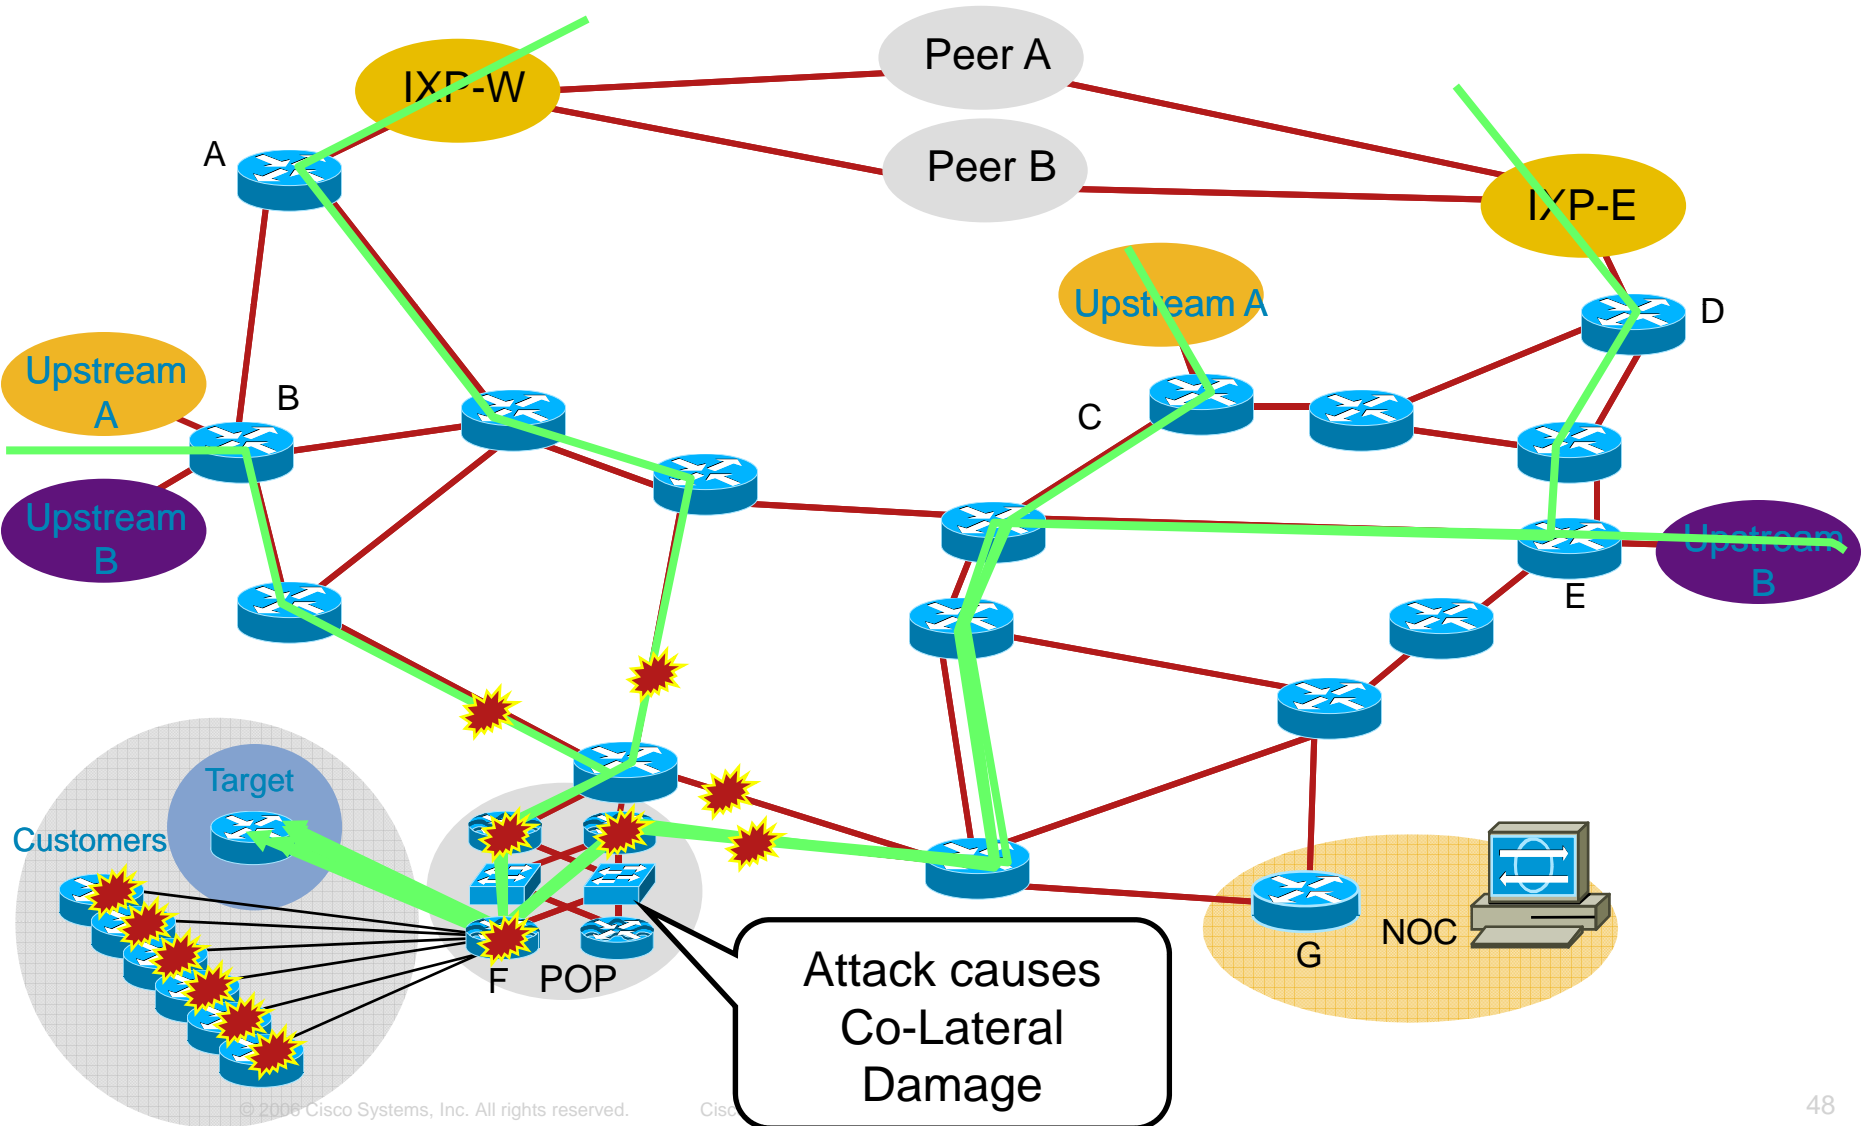 Peer A
IXP-W
A
Peer B
IXP-E
Upstream A
D
Upstream
A
B
C
Upstream
B
Upstream
B
E
Target
Customers
F
POP
Attack causes
Co-Lateral
Damage
NOC
G
© 2006 Cisco Systems, Inc. All rights reserved.
48